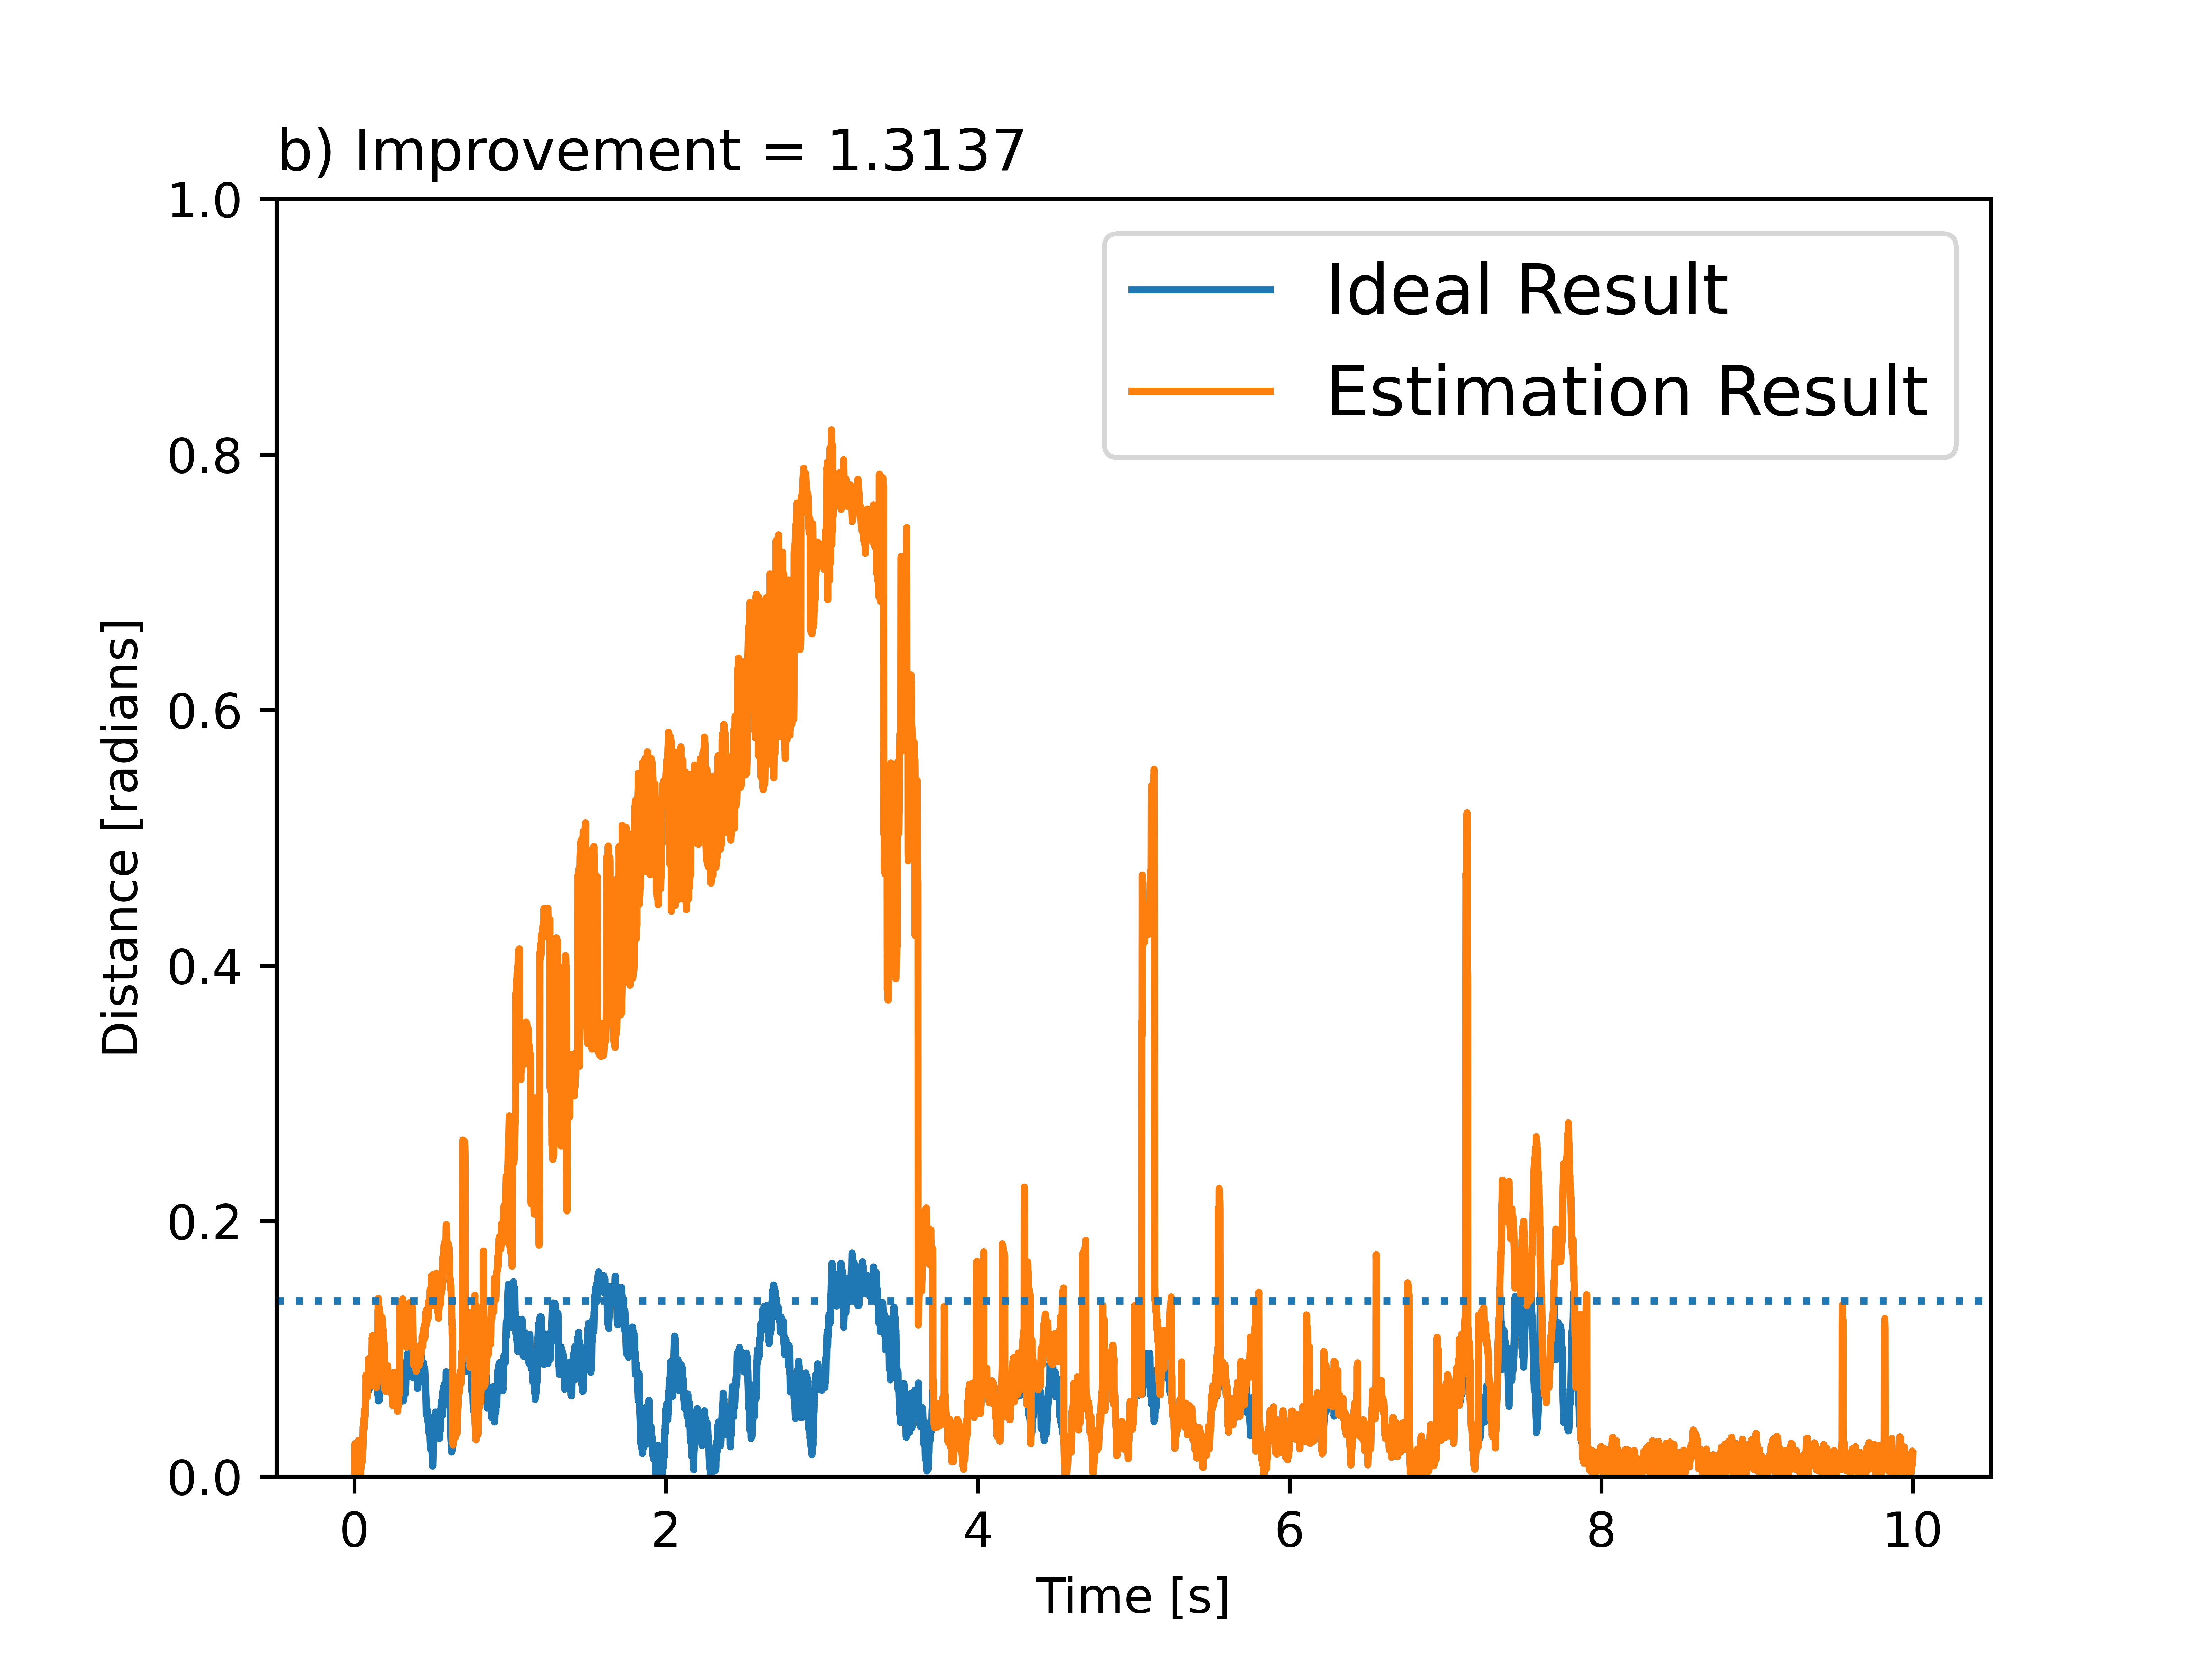 b) Improvement = 1.3137
1.0
0.8
0.6
0.4
0.2
0.0
Distance [radians]
Ideal Result
Estimation Result
0 2 4 6 8 10
Time [s]